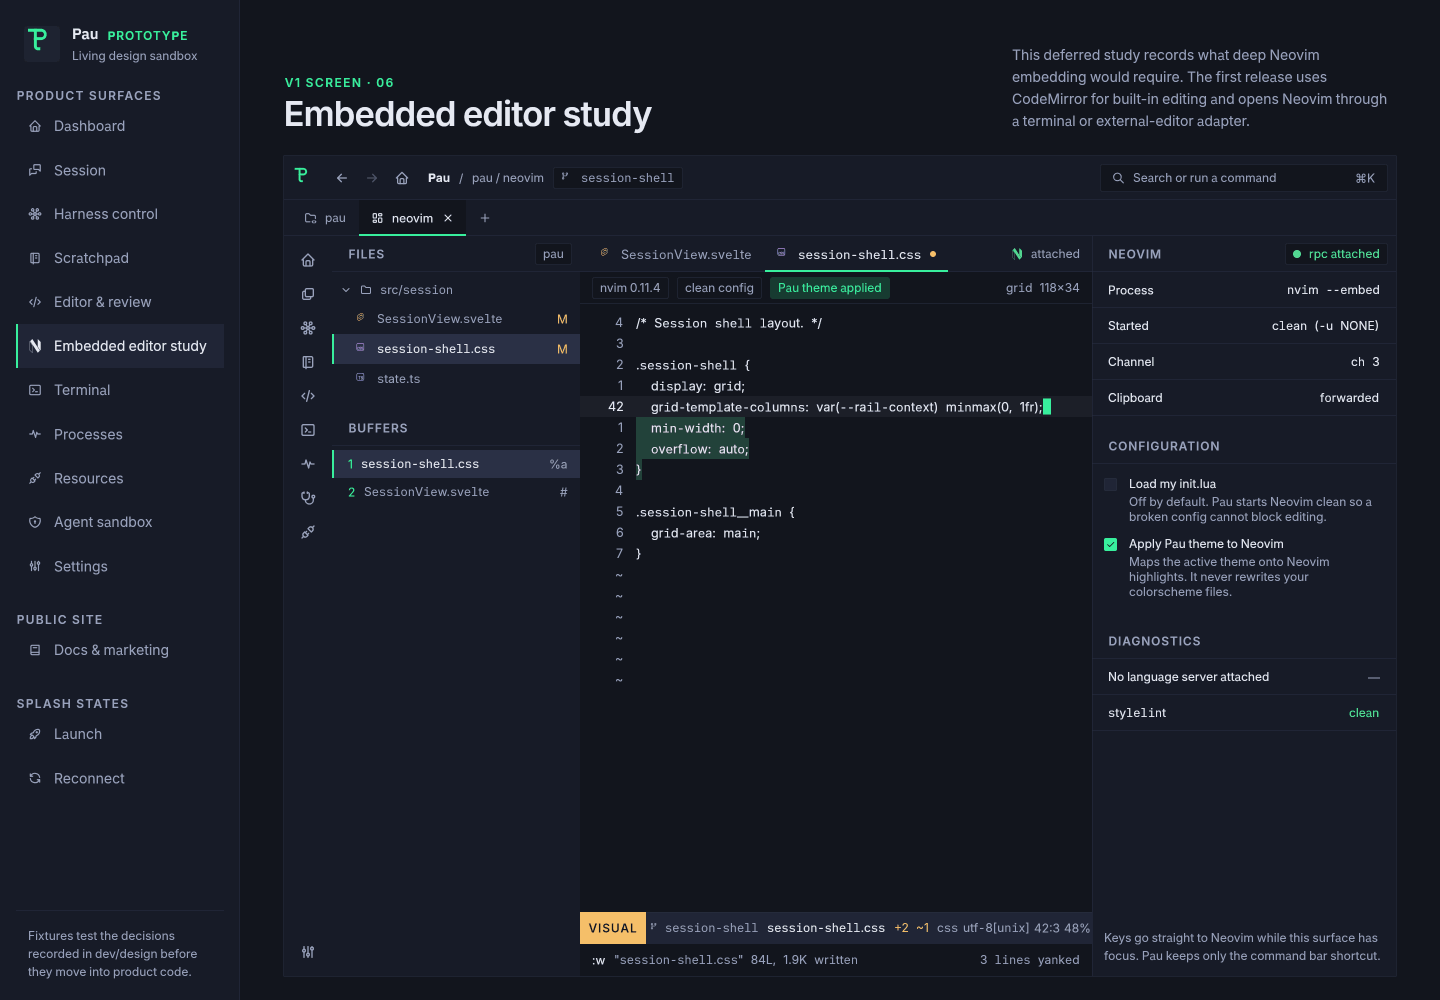 Pau PROTOTYPE
Living design sandbox
PRODUCT SURFACES
Dashboard
Session
Harness control
Scratchpad
Editor & review
Embedded editor study
Terminal
Processes
Resources
Agent sandbox
Settings
PUBLIC SITE
Docs & marketing
SPLASH STATES
Launch
Reconnect
Fixtures test the decisions
recorded in dev/design before
they move into product code.
V1 SCREEN · 06
Embedded editor study
This deferred study records what deep Neovim
embedding would require. The first release uses
CodeMirror for built-in editing and opens Neovim through
a terminal or external-editor adapter.
Pau / pau / neovim session-shell
Search or run a command ⌘K
pau neovim × +
FILES pau
src/session
SessionView.svelte M
session-shell.css M
state.ts
BUFFERS
1 session-shell.css %a
2 SessionView.svelte #
SessionView.svelte session-shell.css attached
nvim 0.11.4 clean config Pau theme applied grid 118×34
4 /* Session shell layout. */
3
2 .session-shell {
1 display: grid;
42 grid-template-columns: var(--rail-context) minmax(0, 1fr);
1 min-width: 0;
2 overflow: auto;
3 }
4
5 .session-shell__main {
6 grid-area: main;
7 }
~
~
~
~
~
~
VISUAL session-shell session-shell.css +2 ~1 css utf-8[unix] 42:3 48%
:w "session-shell.css" 84L, 1.9K written 3 lines yanked
NEOVIM rpc attached
Process nvim --embed
Started clean (-u NONE)
Channel ch 3
Clipboard forwarded
CONFIGURATION
Load my init.lua
Off by default. Pau starts Neovim clean so a
broken config cannot block editing.
Apply Pau theme to Neovim
Maps the active theme onto Neovim
highlights. It never rewrites your
colorscheme files.
DIAGNOSTICS
No language server attached —
stylelint clean
Keys go straight to Neovim while this surface has
focus. Pau keeps only the command bar shortcut.